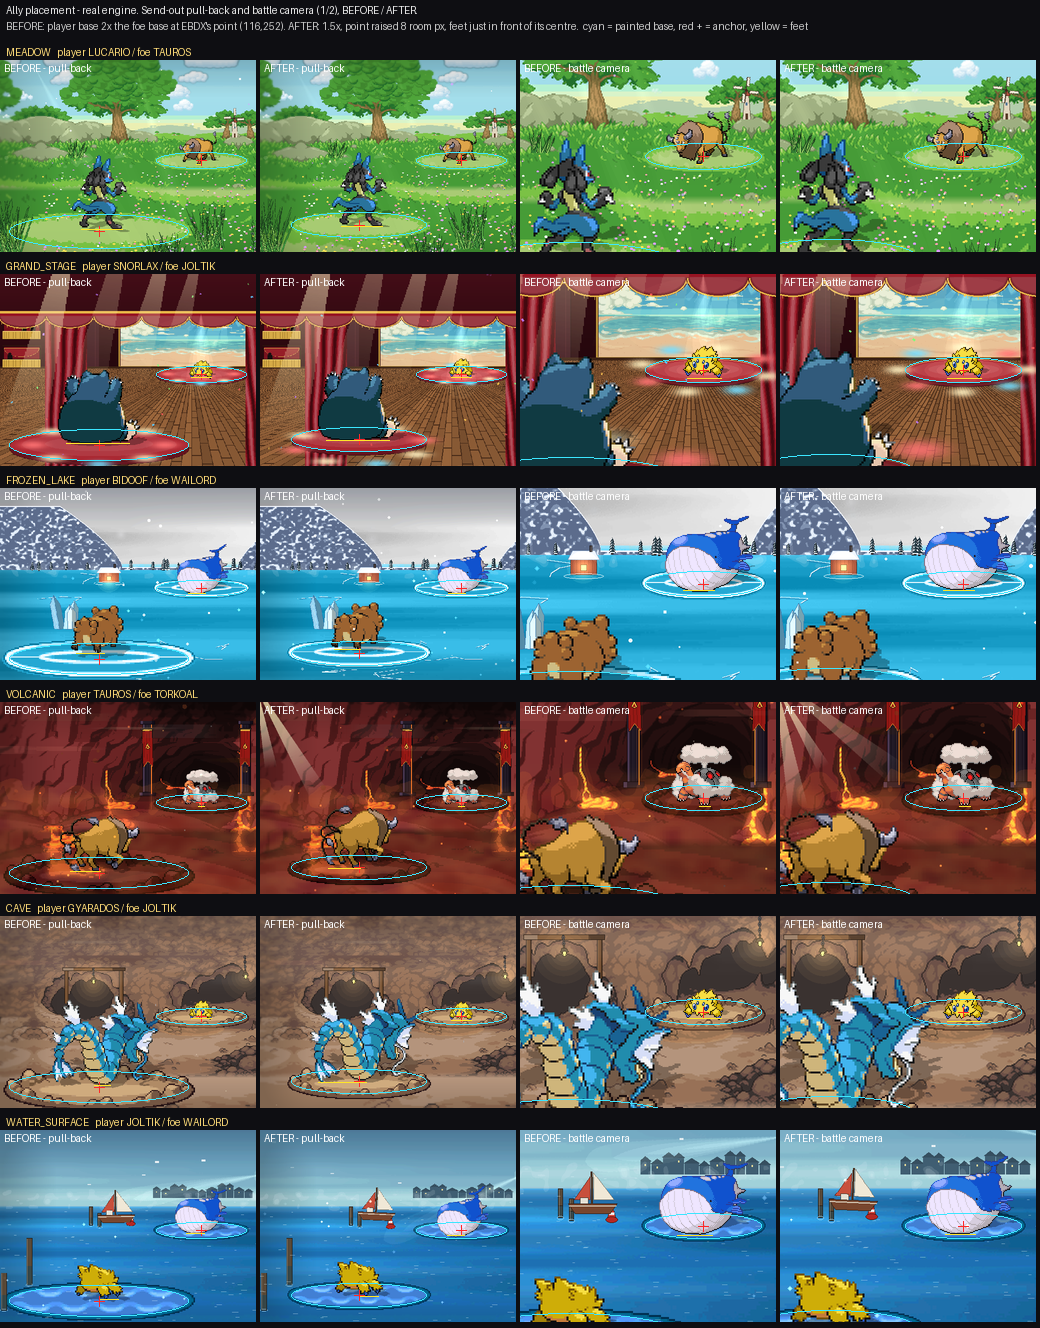 Ally placement - real engine. Send-out pull-back and battle camera (1/2), BEFORE / AFTER.
BEFORE: player base 2x the foe base at EBDX's point (116,252). AFTER: 1.5x, point raised 8 room px, feet just in front of its centre. cyan = painted base, red + = anchor, yellow = feet
MEADOW player LUCARIO / foe TAUROS
BEFORE - pull-back AFTER - pull-back BEFORE - battle camera AFTER - battle camera
GRAND_STAGE player SNORLAX / foe JOLTIK
BEFORE - pull-back AFTER - pull-back BEFORE - battle camera AFTER - battle camera
FROZEN_LAKE player BIDOOF / foe WAILORD
BEFORE - pull-back AFTER - pull-back BEFORE - battle camera AFTER - battle camera
VOLCANIC player TAUROS / foe TORKOAL
BEFORE - pull-back AFTER - pull-back BEFORE - battle camera AFTER - battle camera
CAVE player GYARADOS / foe JOLTIK
BEFORE - pull-back AFTER - pull-back BEFORE - battle camera AFTER - battle camera
WATER_SURFACE player JOLTIK / foe WAILORD
BEFORE - pull-back AFTER - pull-back BEFORE - battle camera AFTER - battle camera